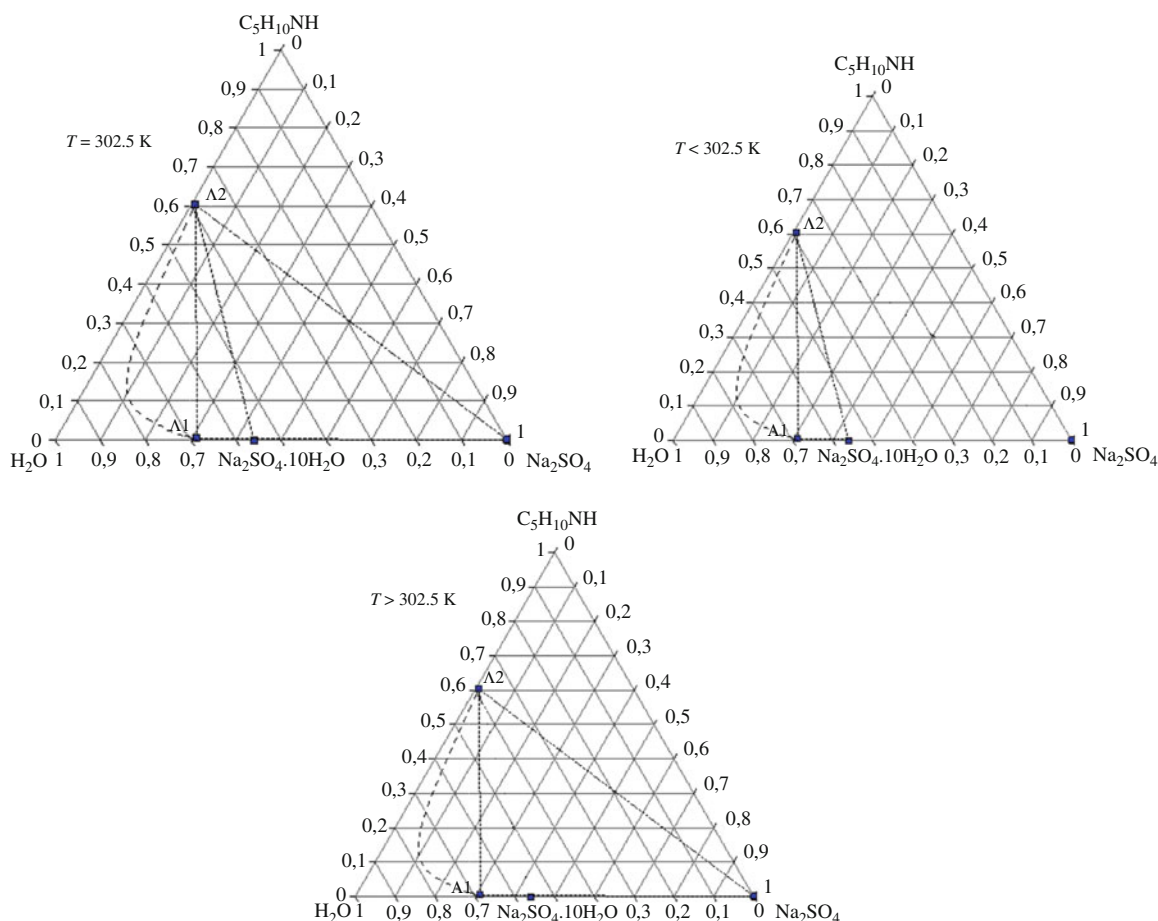 C₅H₁₀NH
1 0
0,9 0,1
0,8 0,2
T = 302.5 K
0,7 0,3
Λ2
0,6 0,4
0,5 0,5
0,4 0,6
0,3 0,7
0,2 0,8
0,1 0,9
Λ1
0 1
H₂O 1 0,9 0,8 0,7 Na₂SO₄.10H₂O 0,3 0,2 0,1 0 Na₂SO₄
C₅H₁₀NH
1 0
0,9 0,1
T < 302.5 K
0,8 0,2
0,7 0,3
Λ2
0,6 0,4
0,5 0,5
0,4 0,6
0,3 0,7
0,2 0,8
0,1 0,9
Λ1
0 1
H₂O 1 0,9 0,8 0,7 Na₂SO₄.10H₂O 0,3 0,2 0,1 0 Na₂SO₄
C₅H₁₀NH
1 0
0,9 0,1
T > 302.5 K
0,8 0,2
0,7 0,3
Λ2
0,6 0,4
0,5 0,5
0,4 0,6
0,3 0,7
0,2 0,8
0,1 0,9
Λ1
0 1
H₂O 1 0,9 0,8 0,7 Na₂SO₄.10H₂O 0,3 0,2 0,1 0 Na₂SO₄